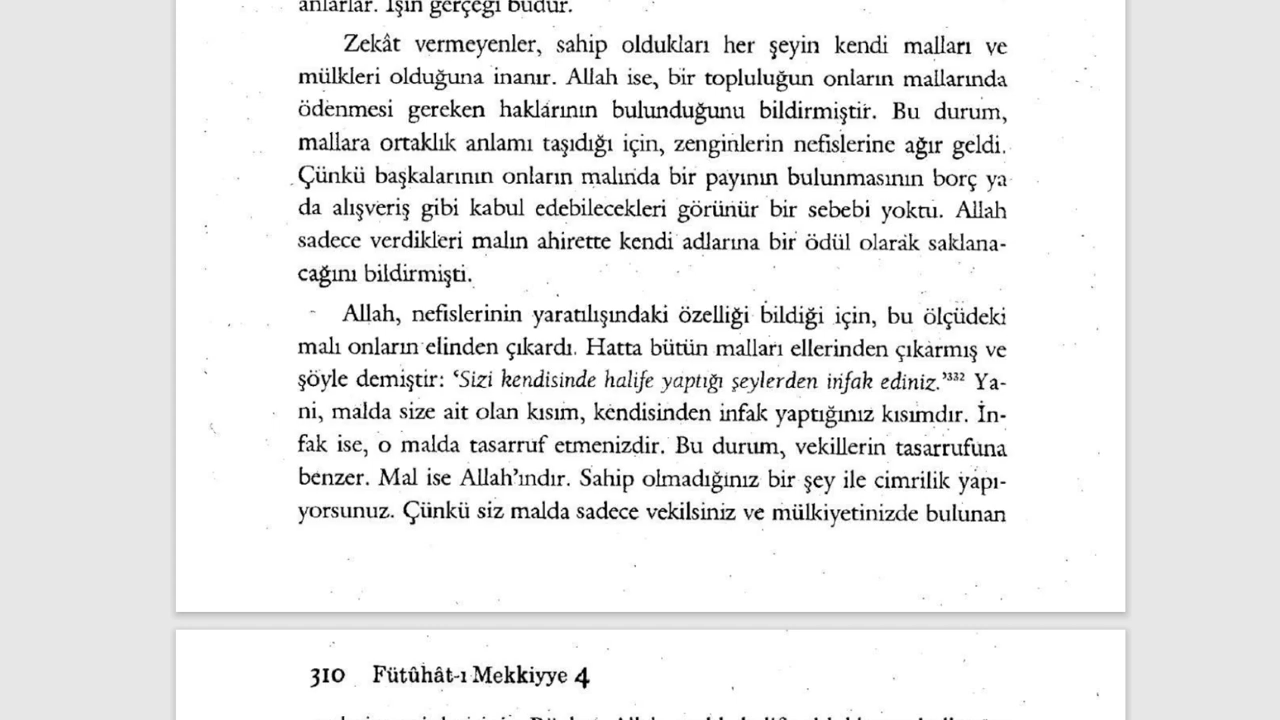 anlarlar. İşin gerçeği budur.
Zekât vermeyenler, sahip oldukları her şeyin kendi malları ve
mülkleri olduğuna inanır. Allah ise, bir topluluğun onların mallarında
ödenmesi gereken haklarının bulunduğunu bildirmiştir. Bu durum,
mallara ortaklık anlamı taşıdığı için, zenginlerin nefislerine ağır geldi.
Çünkü başkalarının onların malında bir payının bulunmasının borç ya
da alışveriş gibi kabul edebilecekleri görünür bir sebebi yoktu. Allah
sadece verdikleri malın ahirette kendi adlarına bir ödül olarak saklana-
cağını bildirmişti.
Allah, nefislerinin yaratılışındaki özelliği bildiği için, bu ölçüdeki
malı onların elinden çıkardı. Hatta bütün malları ellerinden çıkarmış ve
şöyle demiştir: ‘Sizi kendisinde halife yaptığı şeylerden infak ediniz.’³³² Ya-
ni, malda size ait olan kısım, kendisinden infak yaptığınız kısımdır. İn-
fak ise, o malda tasarruf etmenizdir. Bu durum, vekillerin tasarrufuna
benzer. Mal ise Allah’ındır. Sahip olmadığınız bir şey ile cimrilik yapı-
yorsunuz. Çünkü siz malda sadece vekilsiniz ve mülkiyetinizde bulunan
310 Fütûhât-ı Mekkiyye 4